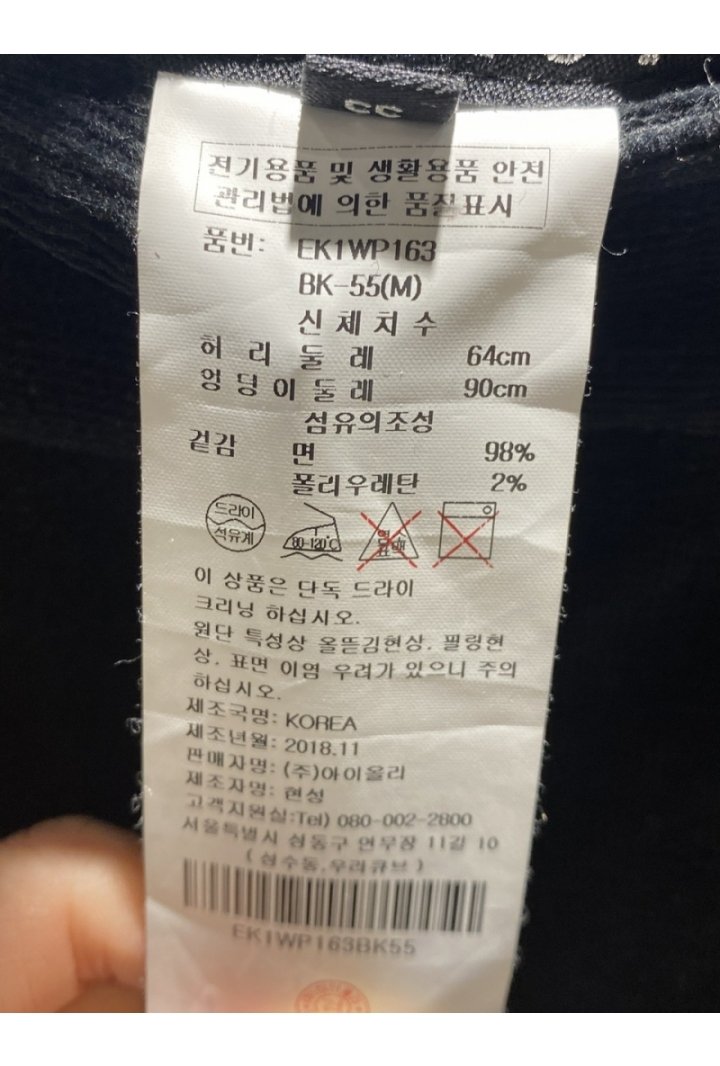 CC
전기용품 및 생활용품 안전
관리법에 의한 품질표시
품번: EK1WP163
BK-55(M)
신체치수
허리둘레 64cm
엉덩이둘레 90cm
섬유의조성
겉감 면 98%
폴리우레탄 2%
드라이
석유계
80-120℃
이 상품은 단독 드라이
크리닝 하십시오.
원단 특성상 올뜯김현상. 필링현
상. 표면 이염 우려가 있으니 주의
하십시오.
제조국명: KOREA
제조년월: 2018.11
판매자명: (주)아이올리
제조자명: 현성
고객지원실:Tel) 080-002-2800
서울특별시 성동구 연무장 11길 10
(성수동,우리큐브)
EK1WP163BK55